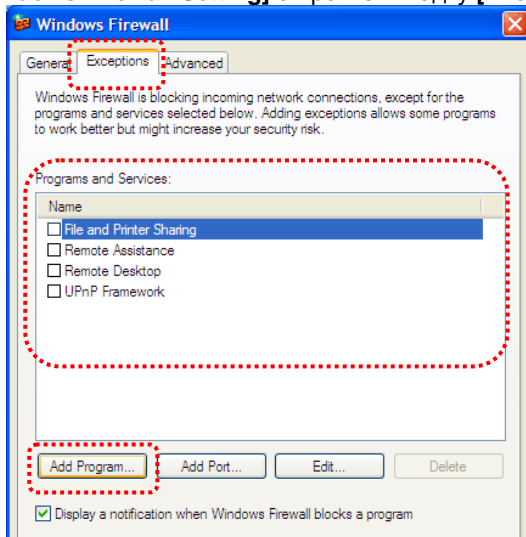 Windows Firewall
General Exceptions Advanced
Windows Firewall is blocking incoming network connections, except for the
programs and services selected below. Adding exceptions allows some programs
to work better but might increase your security risk.
Programs and Services:
Name
File and Printer Sharing
Remote Assistance
Remote Desktop
UPnP Framework
Add Program... Add Port... Edit... Delete
Display a notification when Windows Firewall blocks a program